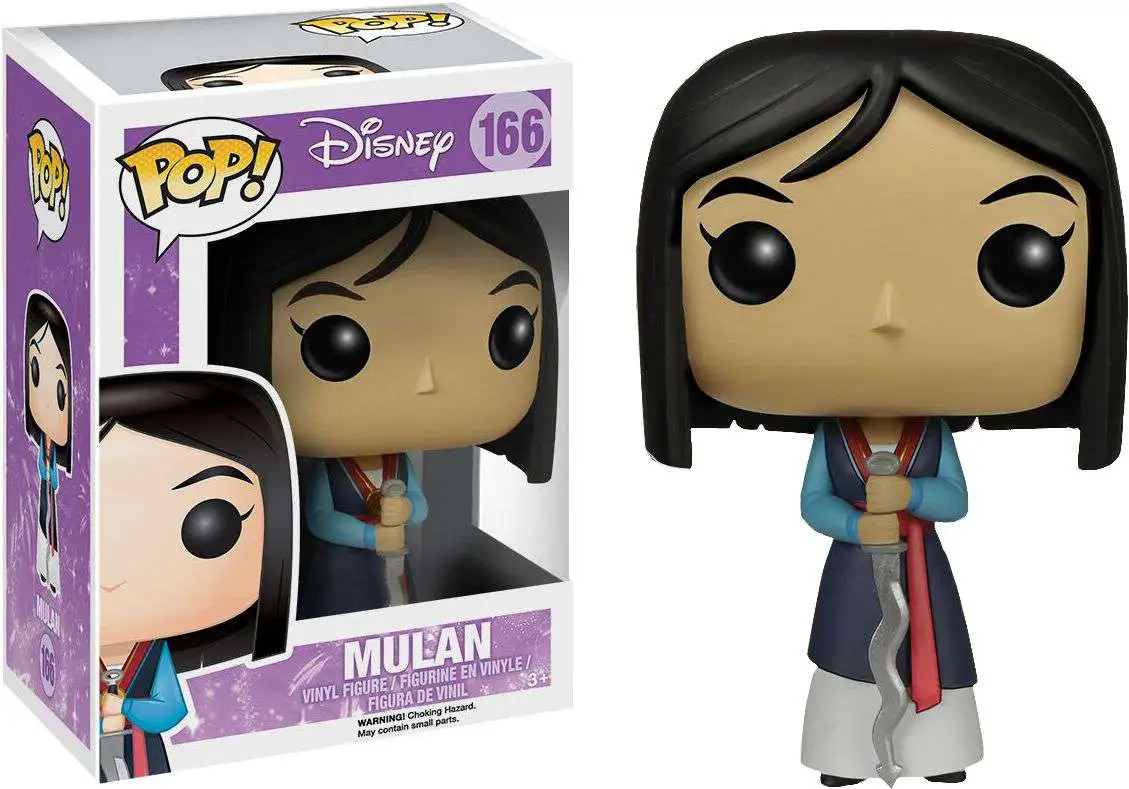 POP!
POP!
POP!
DISNEY
166
MULAN
VINYL FIGURE / FIGURINE EN VINYLE /
FIGURA DE VINIL
3+
WARNING! Choking Hazard.
May contain small parts.
MULAN
166